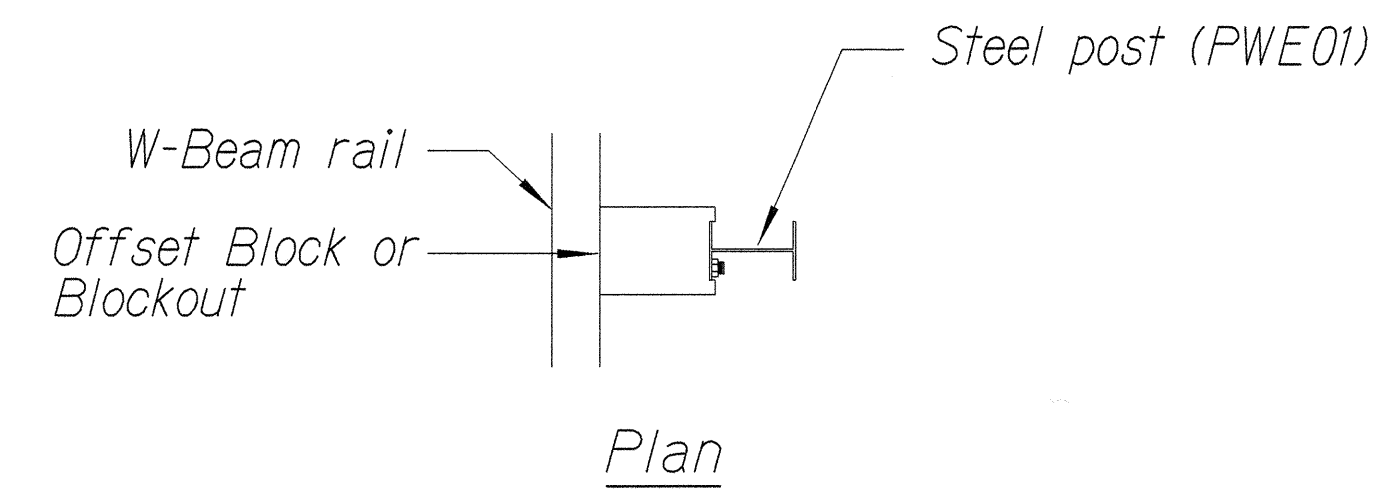 Steel post (PWE01)
W-Beam rail
Offset Block or
Blockout
Plan